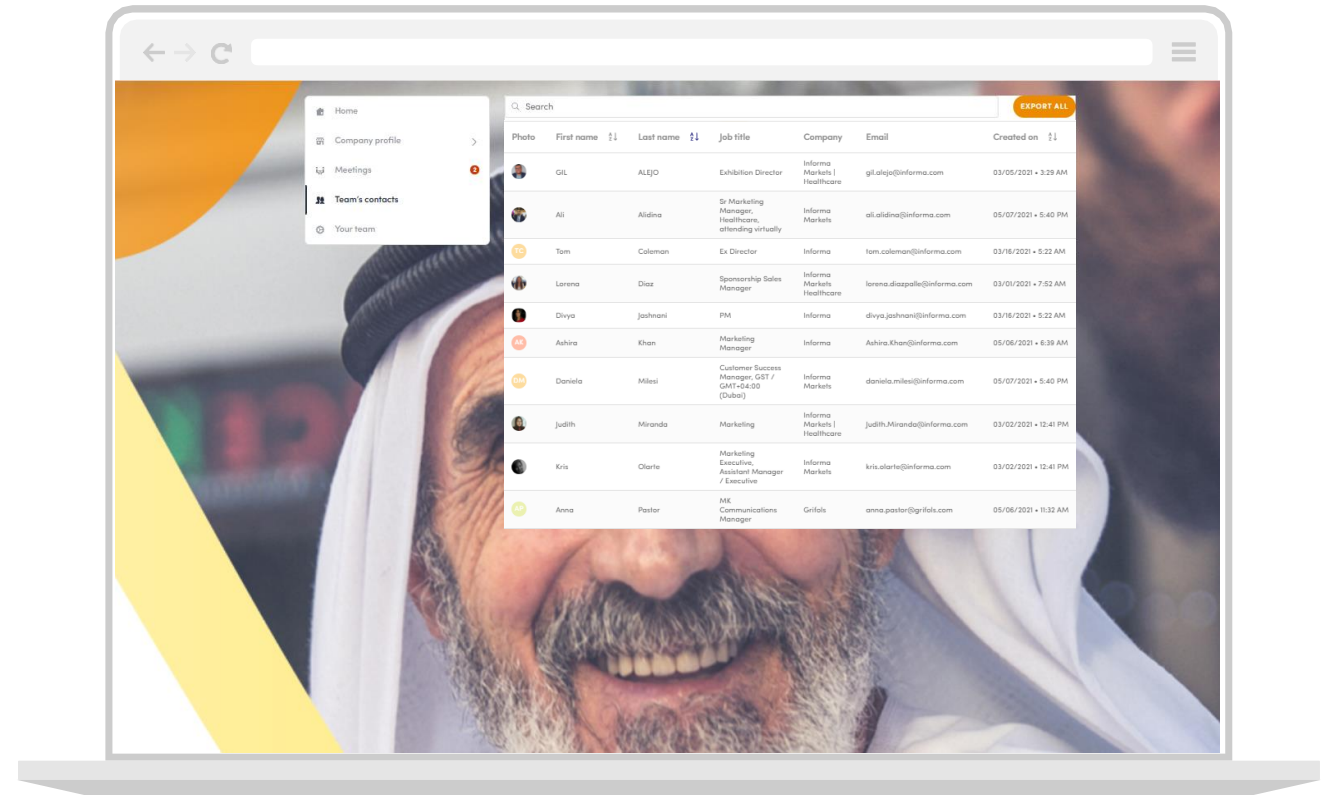 Home
Company profile
Meetings 2
Team's contacts
Your team
Search
EXPORT ALL
Photo First name Last name Job title Company Email Created on
GIL ALEJO Exhibition Director Informa Markets | Healthcare gil.alejo@informa.com 03/05/2021 • 3:29 AM
Ali Alidina Sr Marketing Manager, Healthcare, attending virtually Informa Markets ali.alidina@informa.com 05/07/2021 • 5:40 PM
TC Tom Coleman Ex Director Informa tom.coleman@informa.com 03/16/2021 • 5:22 AM
Lorena Diaz Sponsorship Sales Manager Informa Markets Healthcare lorena.diazpalle@informa.com 03/01/2021 • 7:52 AM
Divya Jashnani PM Informa divya.jashnani@informa.com 03/16/2021 • 5:22 AM
AK Ashira Khan Marketing Manager Informa Ashira.Khan@informa.com 05/06/2021 • 6:39 AM
DM Daniela Milesi Customer Success Manager, GST / GMT+04:00 (Dubai) Informa Markets daniela.milesi@informa.com 05/07/2021 • 5:40 PM
Judith Miranda Marketing Informa Markets | Healthcare Judith.Miranda@informa.com 03/02/2021 • 12:41 PM
Kris Olarte Marketing Executive, Assistant Manager / Executive Informa Markets kris.olarte@informa.com 03/02/2021 • 12:41 PM
AP Anna Pastor MK Communications Manager Grifols anna.pastor@grifols.com 05/06/2021 • 11:32 AM